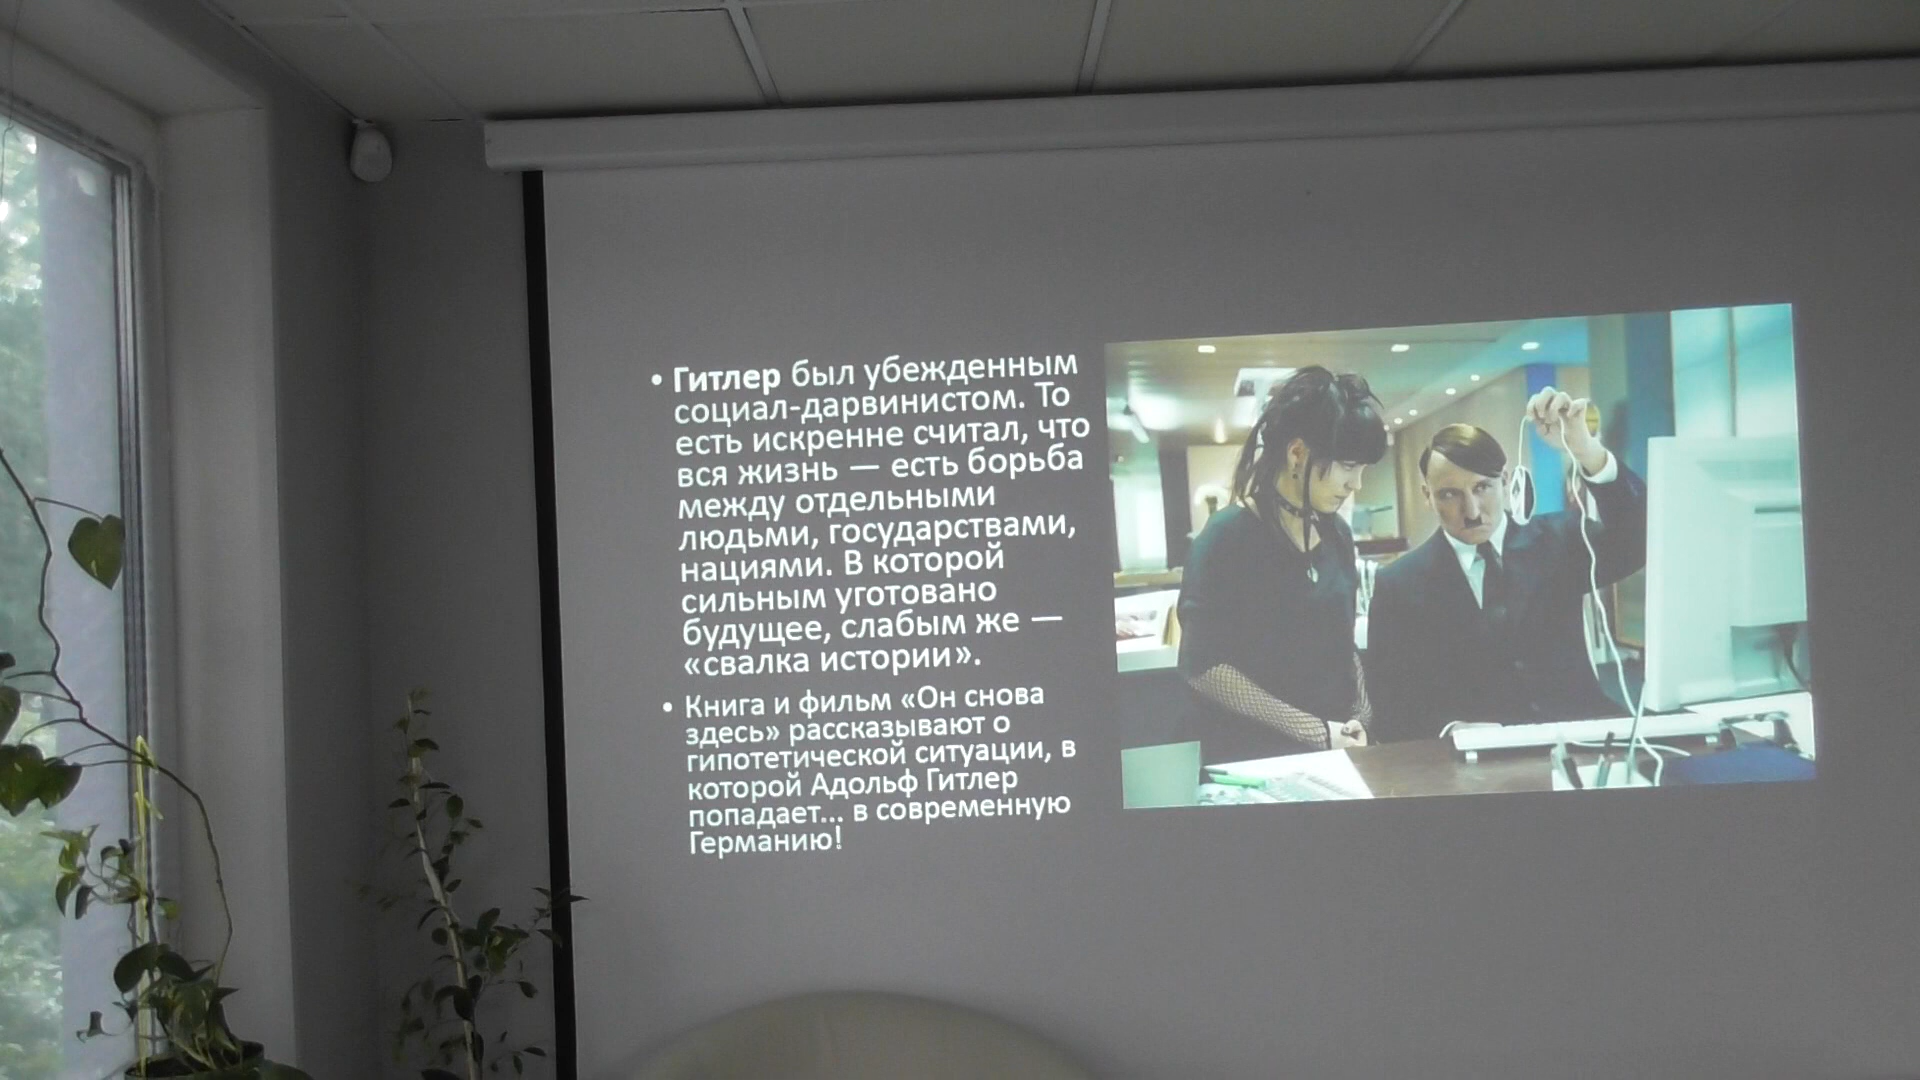 • Гитлер был убежденным
социал-дарвинистом. То
есть искренне считал, что
вся жизнь — есть борьба
между отдельными
людьми, государствами,
нациями. В которой
сильным уготовано
будущее, слабым же —
«свалка истории».
• Книга и фильм «Он снова
здесь» рассказывают о
гипотетической ситуации, в
которой Адольф Гитлер
попадает... в современную
Германию!